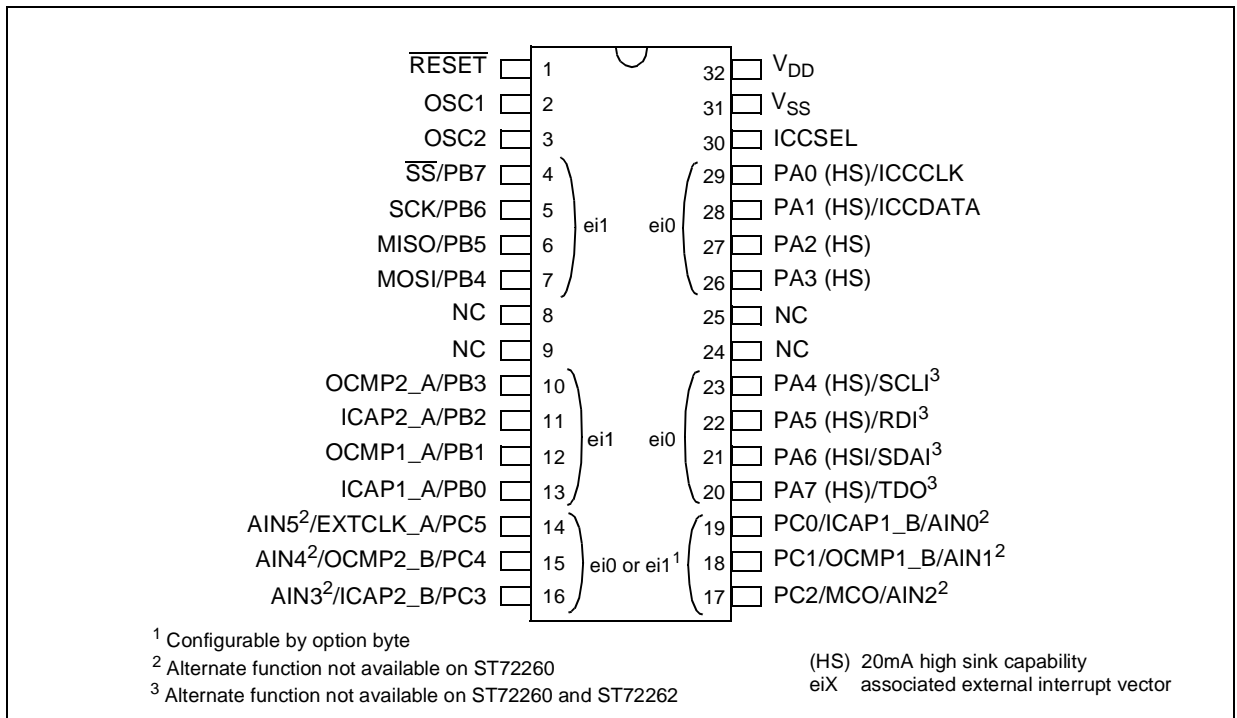 RESET 1 32 VDD
OSC1 2 31 VSS
OSC2 3 30 ICCSEL
SS/PB7 4 29 PA0 (HS)/ICCCLK
SCK/PB6 5 28 PA1 (HS)/ICCDATA
ei1 ei0
MISO/PB5 6 27 PA2 (HS)
MOSI/PB4 7 26 PA3 (HS)
NC 8 25 NC
NC 9 24 NC
OCMP2_A/PB3 10 23 PA4 (HS)/SCLI³
ICAP2_A/PB2 11 22 PA5 (HS)/RDI³
ei1 ei0
OCMP1_A/PB1 12 21 PA6 (HSI/SDAI³
ICAP1_A/PB0 13 20 PA7 (HS)/TDO³
AIN5²/EXTCLK_A/PC5 14 19 PC0/ICAP1_B/AIN0²
AIN4²/OCMP2_B/PC4 15 ei0 or ei1¹ 18 PC1/OCMP1_B/AIN1²
AIN3²/ICAP2_B/PC3 16 17 PC2/MCO/AIN2²
¹ Configurable by option byte
² Alternate function not available on ST72260
³ Alternate function not available on ST72260 and ST72262
(HS) 20mA high sink capability
eiX associated external interrupt vector